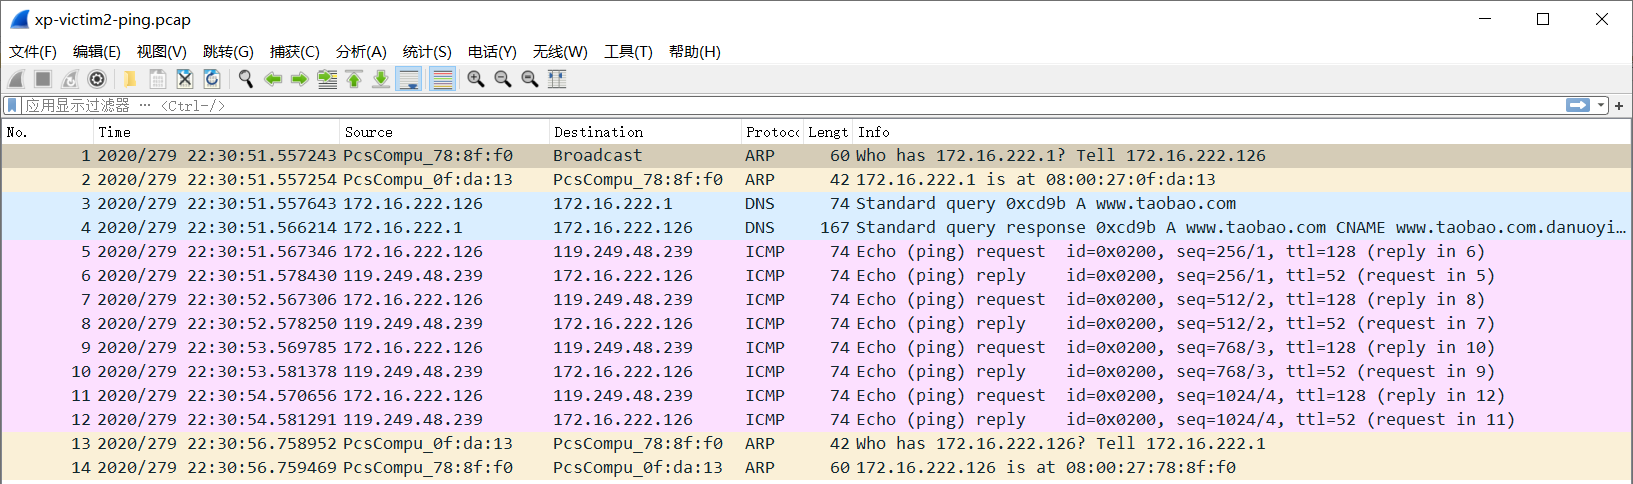 xp-victim2-ping.pcap
文件(F) 编辑(E) 视图(V) 跳转(G) 捕获(C) 分析(A) 统计(S) 电话(Y) 无线(W) 工具(T) 帮助(H)
应用显示过滤器 … <Ctrl-/>
No. Time Source Destination Protocc Lengt Info
1 2020/279 22:30:51.557243 PcsCompu_78:8f:f0 Broadcast ARP 60 Who has 172.16.222.1? Tell 172.16.222.126
2 2020/279 22:30:51.557254 PcsCompu_0f:da:13 PcsCompu_78:8f:f0 ARP 42 172.16.222.1 is at 08:00:27:0f:da:13
3 2020/279 22:30:51.557643 172.16.222.126 172.16.222.1 DNS 74 Standard query 0xcd9b A www.taobao.com
4 2020/279 22:30:51.566214 172.16.222.1 172.16.222.126 DNS 167 Standard query response 0xcd9b A www.taobao.com CNAME www.taobao.com.danuoyi…
5 2020/279 22:30:51.567346 172.16.222.126 119.249.48.239 ICMP 74 Echo (ping) request id=0x0200, seq=256/1, ttl=128 (reply in 6)
6 2020/279 22:30:51.578430 119.249.48.239 172.16.222.126 ICMP 74 Echo (ping) reply id=0x0200, seq=256/1, ttl=52 (request in 5)
7 2020/279 22:30:52.567306 172.16.222.126 119.249.48.239 ICMP 74 Echo (ping) request id=0x0200, seq=512/2, ttl=128 (reply in 8)
8 2020/279 22:30:52.578250 119.249.48.239 172.16.222.126 ICMP 74 Echo (ping) reply id=0x0200, seq=512/2, ttl=52 (request in 7)
9 2020/279 22:30:53.569785 172.16.222.126 119.249.48.239 ICMP 74 Echo (ping) request id=0x0200, seq=768/3, ttl=128 (reply in 10)
10 2020/279 22:30:53.581378 119.249.48.239 172.16.222.126 ICMP 74 Echo (ping) reply id=0x0200, seq=768/3, ttl=52 (request in 9)
11 2020/279 22:30:54.570656 172.16.222.126 119.249.48.239 ICMP 74 Echo (ping) request id=0x0200, seq=1024/4, ttl=128 (reply in 12)
12 2020/279 22:30:54.581291 119.249.48.239 172.16.222.126 ICMP 74 Echo (ping) reply id=0x0200, seq=1024/4, ttl=52 (request in 11)
13 2020/279 22:30:56.758952 PcsCompu_0f:da:13 PcsCompu_78:8f:f0 ARP 42 Who has 172.16.222.126? Tell 172.16.222.1
14 2020/279 22:30:56.759469 PcsCompu_78:8f:f0 PcsCompu_0f:da:13 ARP 60 172.16.222.126 is at 08:00:27:78:8f:f0